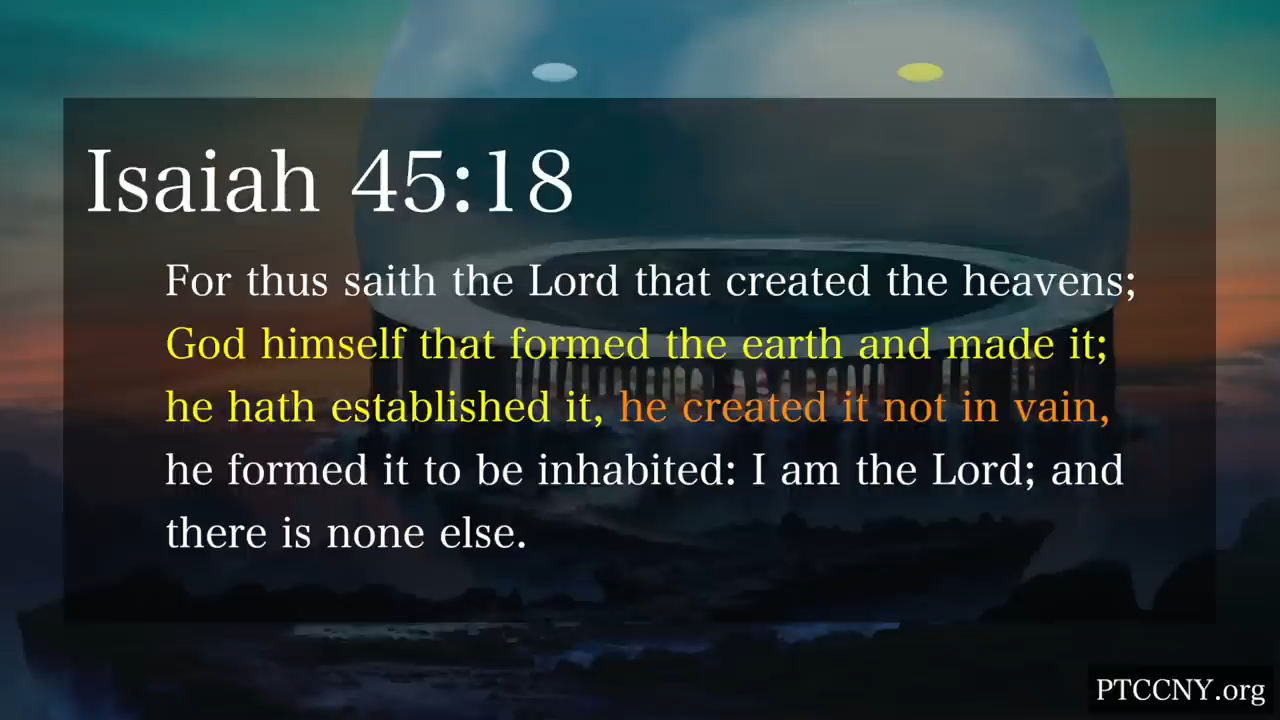 Isaiah 45:18
For thus saith the Lord that created the heavens;
God himself that formed the earth and made it;
he hath established it, he created it not in vain,
he formed it to be inhabited: I am the Lord; and
there is none else.
PTCCNY.org